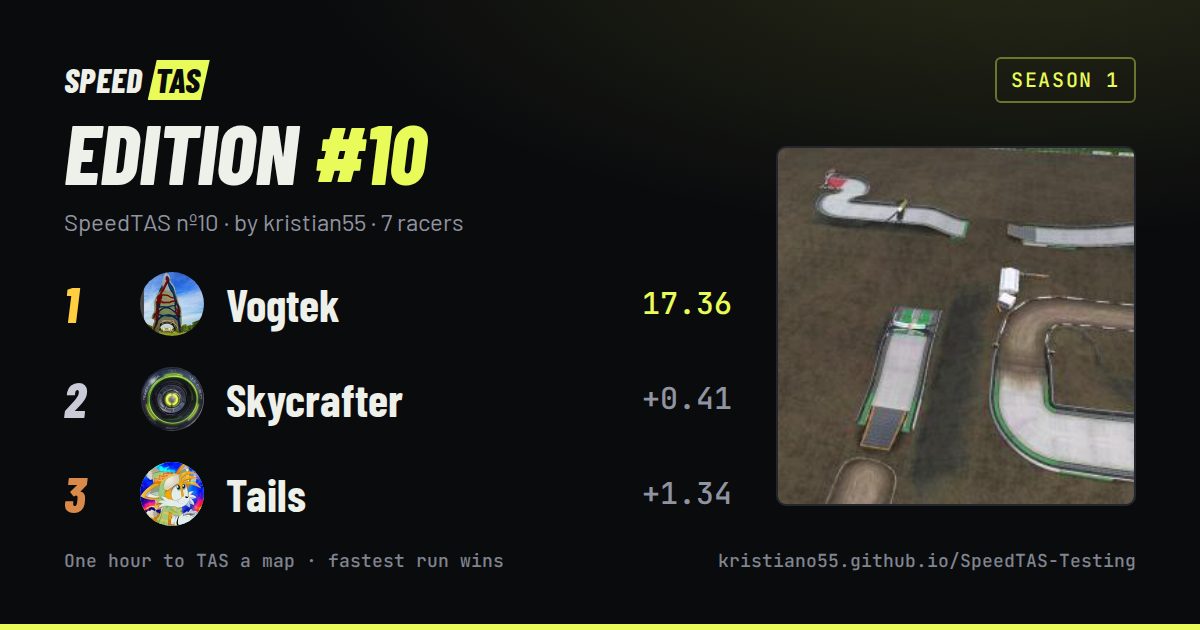 SPEED TAS
SEASON 1
EDITION #10
SpeedTAS nº10 · by kristian55 · 7 racers
1 Vogtek 17.36
2 Skycrafter +0.41
3 Tails +1.34
One hour to TAS a map · fastest run wins
kristiano55.github.io/SpeedTAS-Testing